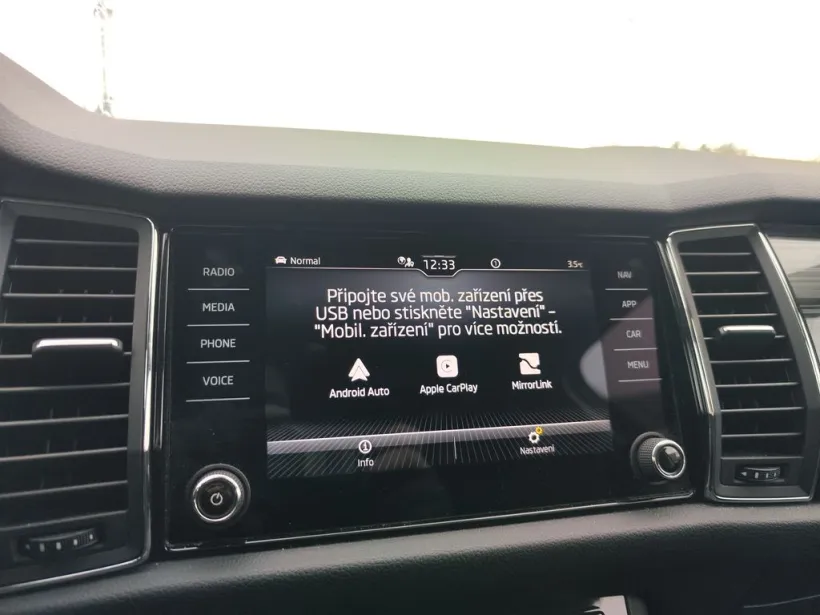 Normal
12:33
3.5°C
Připojte své mob. zařízení přes
USB nebo stiskněte "Nastavení" –
"Mobil. zařízení" pro více možností.
Android Auto
Apple CarPlay
MirrorLink
Info
Nastavení
RADIO
MEDIA
PHONE
VOICE
NAV
APP
CAR
MENU